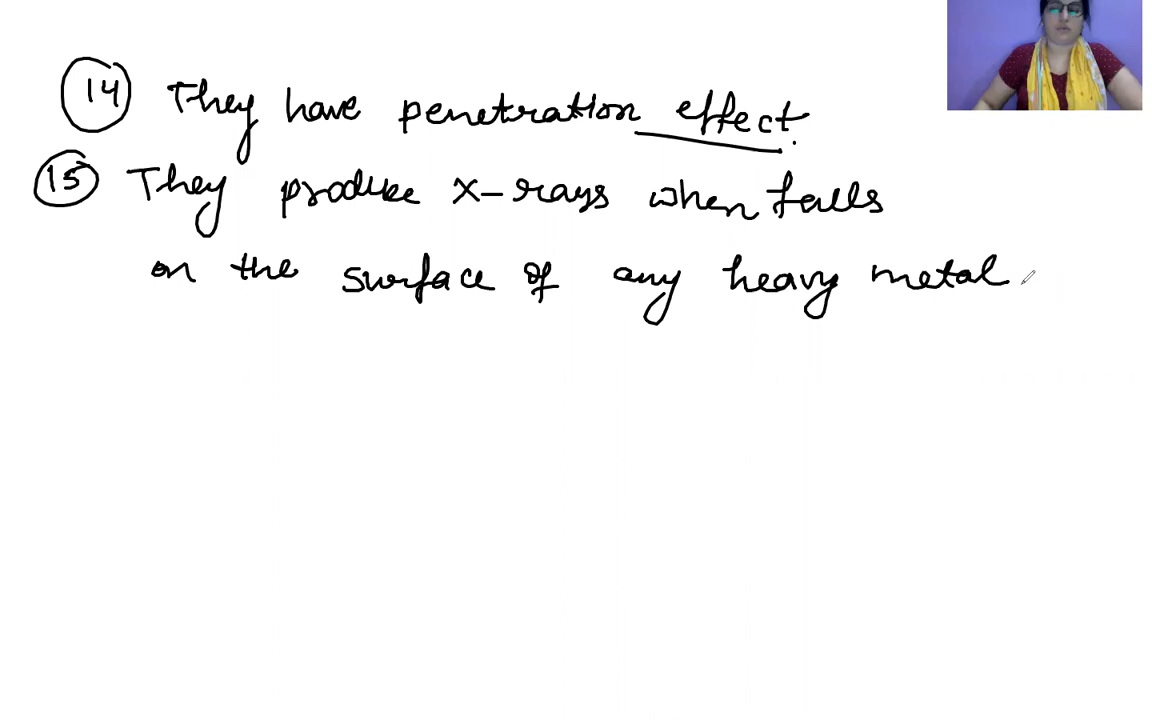 14 They have penetration effect.
15 They produce x-rays when falls
on the surface of any heavy metal.